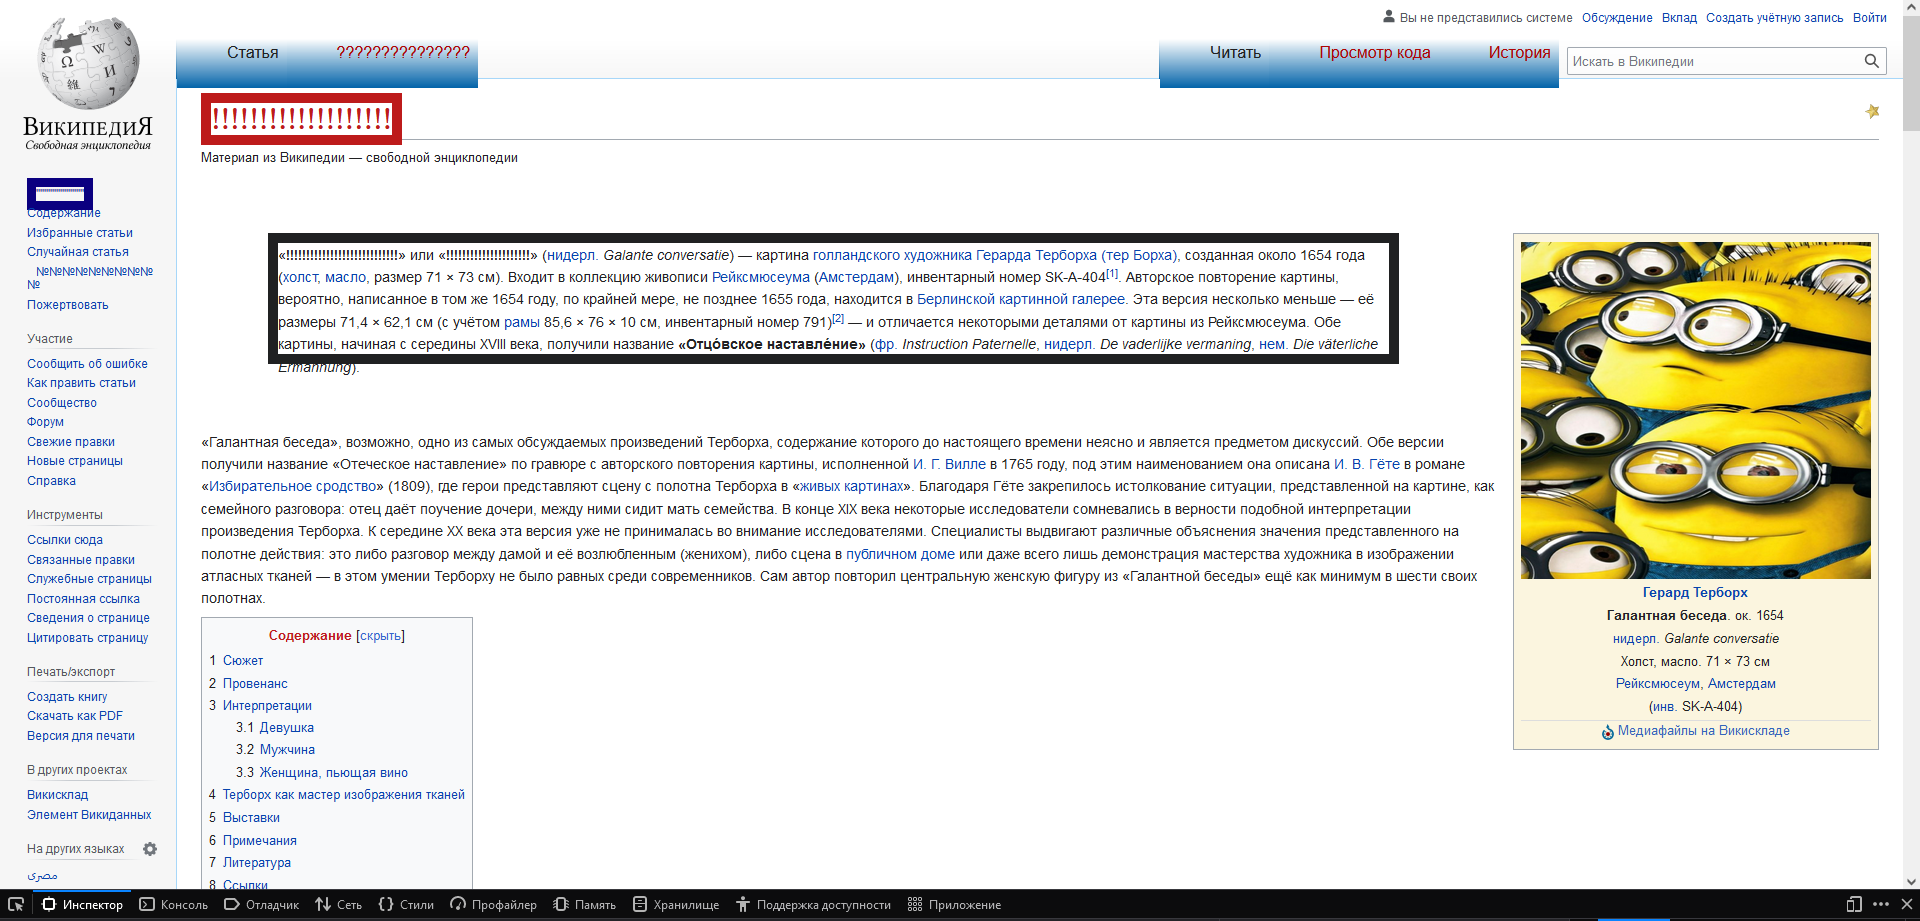 Вы не представились системе Обсуждение Вклад Создать учётную запись Войти
Статья ??????????????? Читать Просмотр кода История Искать в Википедии
ВикипедиЯ
Свободная энциклопедия
!!!!!!!!!!!!!!!!!!!
Материал из Википедии — свободной энциклопедии
Содержание
Избранные статьи
Случайная статья
№№№№№№№№№
№
Пожертвовать
Участие
Сообщить об ошибке
Как править статьи
Сообщество
Форум
Свежие правки
Новые страницы
Справка
Инструменты
Ссылки сюда
Связанные правки
Служебные страницы
Постоянная ссылка
Сведения о странице
Цитировать страницу
Печать/экспорт
Создать книгу
Скачать как PDF
Версия для печати
В других проектах
Викисклад
Элемент Викиданных
На других языках
مصرى
«!!!!!!!!!!!!!!!!!!!!!!!!!!!!» или «!!!!!!!!!!!!!!!!!!!!!» (нидерл. Galante conversatie) — картина голландского художника Герарда Терборха (тер Борха), созданная около 1654 года
(холст, масло, размер 71 × 73 см). Входит в коллекцию живописи Рейксмюсеума (Амстердам), инвентарный номер SK-A-404[1]. Авторское повторение картины,
вероятно, написанное в том же 1654 году, по крайней мере, не позднее 1655 года, находится в Берлинской картинной галерее. Эта версия несколько меньше — её
размеры 71,4 × 62,1 см (с учётом рамы 85,6 × 76 × 10 см, инвентарный номер 791)[2] — и отличается некоторыми деталями от картины из Рейксмюсеума. Обе
картины, начиная с середины XVIII века, получили название «Отцо́вское наставле́ние» (фр. Instruction Paternelle, нидерл. De vaderlijke vermaning, нем. Die väterliche
Ermahnung).
«Галантная беседа», возможно, одно из самых обсуждаемых произведений Терборха, содержание которого до настоящего времени неясно и является предметом дискуссий. Обе версии
получили название «Отеческое наставление» по гравюре с авторского повторения картины, исполненной И. Г. Вилле в 1765 году, под этим наименованием она описана И. В. Гёте в романе
«Избирательное сродство» (1809), где герои представляют сцену с полотна Терборха в «живых картинах». Благодаря Гёте закрепилось истолкование ситуации, представленной на картине, как
семейного разговора: отец даёт поучение дочери, между ними сидит мать семейства. В конце XIX века некоторые исследователи сомневались в верности подобной интерпретации
произведения Терборха. К середине XX века эта версия уже не принималась во внимание исследователями. Специалисты выдвигают различные объяснения значения представленного на
полотне действия: это либо разговор между дамой и её возлюбленным (женихом), либо сцена в публичном доме или даже всего лишь демонстрация мастерства художника в изображении
атласных тканей — в этом умении Терборху не было равных среди современников. Сам автор повторил центральную женскую фигуру из «Галантной беседы» ещё как минимум в шести своих
полотнах.
Содержание [скрыть]
1 Сюжет
2 Провенанс
3 Интерпретации
3.1 Девушка
3.2 Мужчина
3.3 Женщина, пьющая вино
4 Терборх как мастер изображения тканей
5 Выставки
6 Примечания
7 Литература
8 Ссылки
Герард Терборх
Галантная беседа. ок. 1654
нидерл. Galante conversatie
Холст, масло. 71 × 73 см
Рейксмюсеум, Амстердам
(инв. SK-A-404)
Медиафайлы на Викискладе
Инспектор Консоль Отладчик Сеть Стили Профайлер Память Хранилище Поддержка доступности Приложение